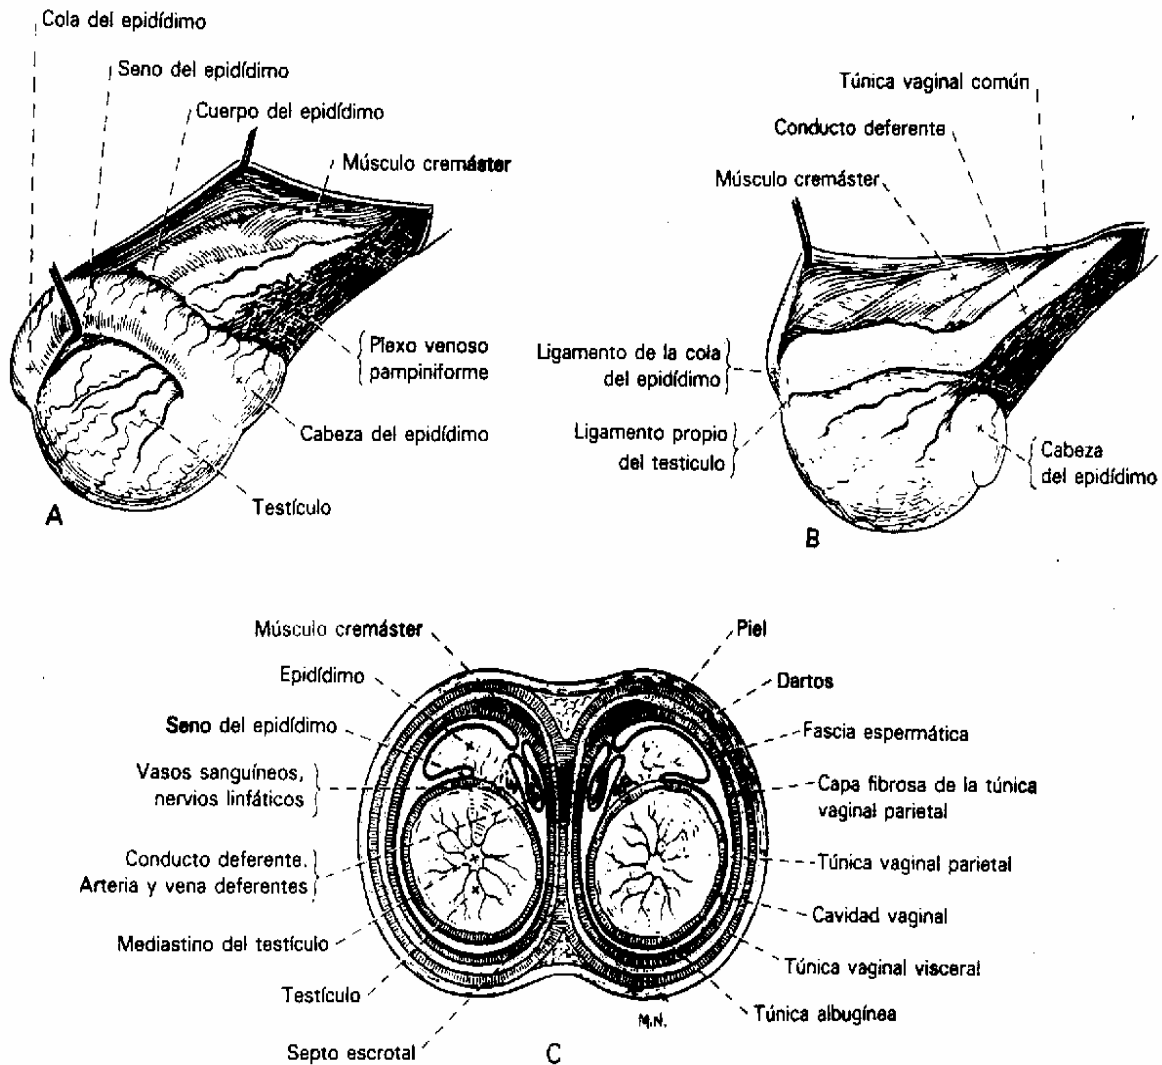 Cola del epidídimo
Seno del epidídimo
Cuerpo del epidídimo
Músculo cremáster
Plexo venoso
pampiniforme
Cabeza del epidídimo
Testículo
A
Túnica vaginal común
Conducto deferente
Músculo cremáster
Ligamento de la cola
del epidídimo
Ligamento propio
del testiculo
Cabeza
del epidídimo
B
Músculo cremáster
Epidídimo
Seno del epidídimo
Vasos sanguíneos,
nervios linfáticos
Conducto deferente.
Arteria y vena deferentes
Mediastino del testículo
Testículo
Septo escrotal
Piel
Dartos
Fascia espermática
Capa fibrosa de la túnica
vaginal parietal
Túnica vaginal parietal
Cavidad vaginal
Túnica vaginal visceral
Túnica albugínea
M.N.
C